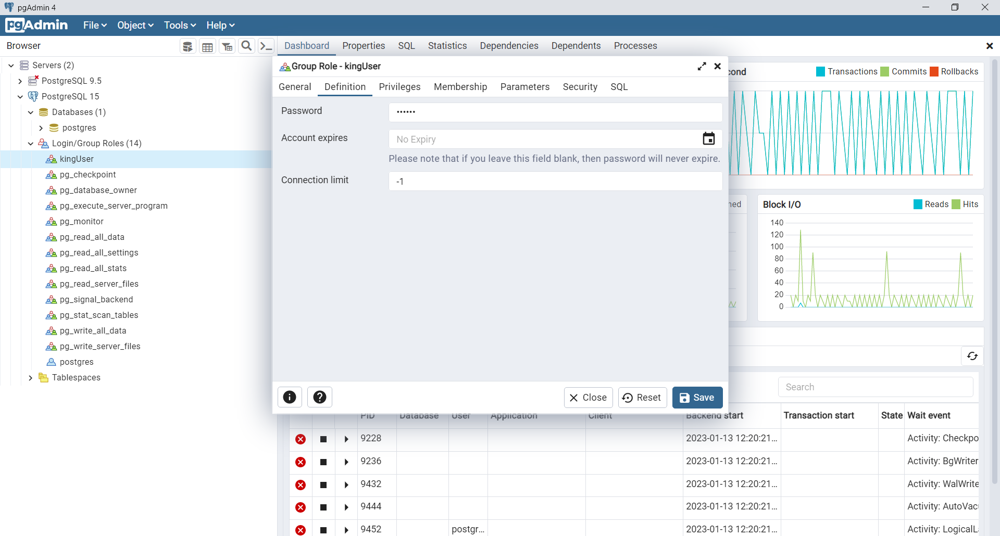 pgAdmin 4
pgAdmin File Object Tools Help
Browser
Dashboard Properties SQL Statistics Dependencies Dependents Processes
Servers (2)
PostgreSQL 9.5
PostgreSQL 15
Databases (1)
postgres
Login/Group Roles (14)
kingUser
pg_checkpoint
pg_database_owner
pg_execute_server_program
pg_monitor
pg_read_all_data
pg_read_all_settings
pg_read_all_stats
pg_read_server_files
pg_signal_backend
pg_stat_scan_tables
pg_write_all_data
pg_write_server_files
postgres
Tablespaces
Group Role - kingUser
General Definition Privileges Membership Parameters Security SQL
Password ••••••
Account expires No Expiry
Please note that if you leave this field blank, then password will never expire.
Connection limit -1
Close Reset Save
cond Transactions Commits Rollbacks
ned
Block I/O Reads Hits
140
120
100
80
60
40
20
0
Search
PID Database User Application Client Backend start Transaction start State Wait event
9228 2023-01-13 12:20:21... Activity: Checkpo
9236 2023-01-13 12:20:21... Activity: BgWriter
9432 2023-01-13 12:20:21... Activity: WalWrite
9444 2023-01-13 12:20:21... Activity: AutoVac
9452 postgr... 2023-01-13 12:20:21... Activity: LogicalL